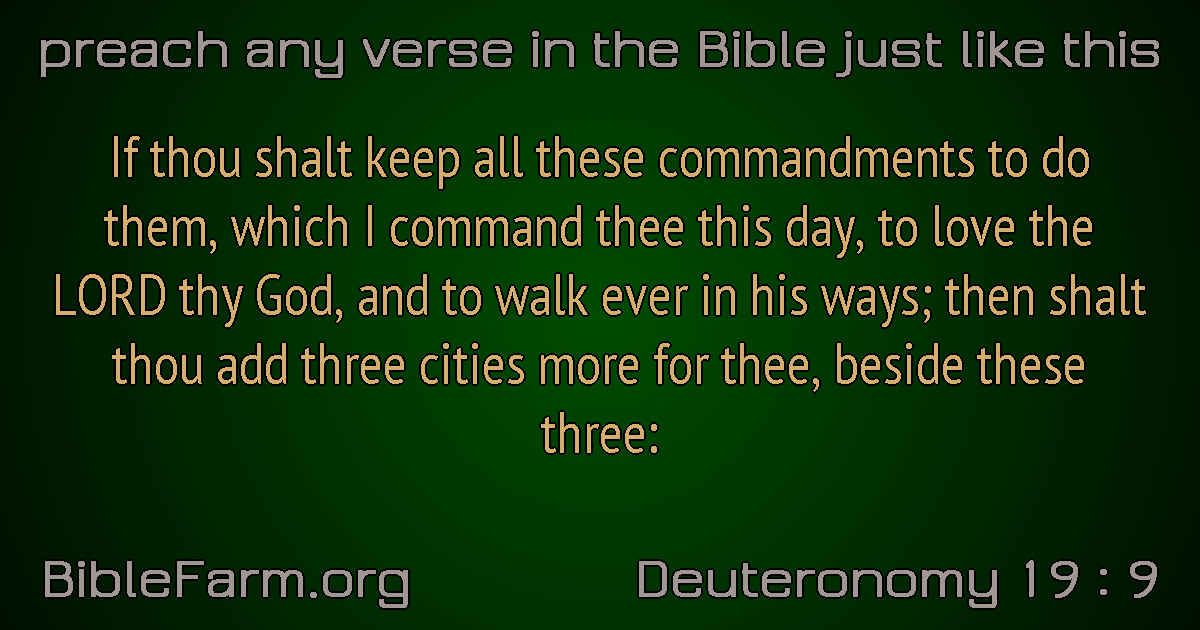 preach any verse in the Bible just like this
If thou shalt keep all these commandments to do
them, which I command thee this day, to love the
LORD thy God, and to walk ever in his ways; then shalt
thou add three cities more for thee, beside these
three:
BibleFarm.org
Deuteronomy 19 : 9